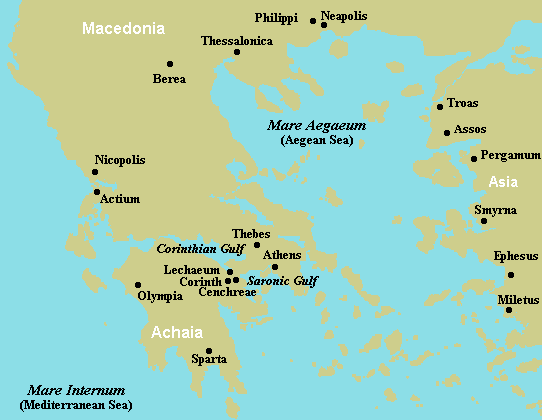 Philippi
Neapolis
Macedonia
Thessalonica
Berea
Troas
Mare Aegaeum
(Aegean Sea)
Assos
Pergamum
Nicopolis
Asia
Actium
Smyrna
Thebes
Corinthian Gulf
Athens
Ephesus
Lechaeum
Corinth
Saronic Gulf
Cenchreae
Olympia
Miletus
Achaia
Sparta
Mare Internum
(Mediterranean Sea)